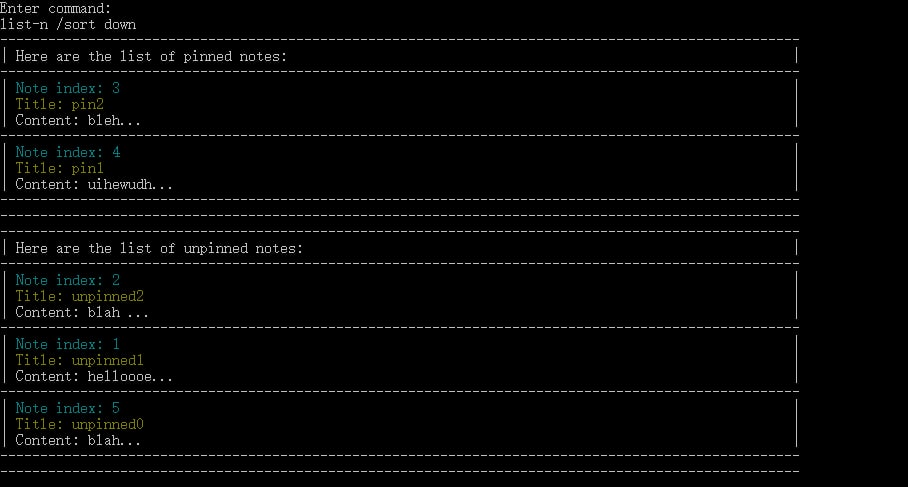 Enter command:
list-n /sort down
Here are the list of pinned notes:
Note index: 3
Title: pin2
Content: bleh...
Note index: 4
Title: pin1
Content: uihewudh...
Here are the list of unpinned notes:
Note index: 2
Title: unpinned2
Content: blah ...
Note index: 1
Title: unpinned1
Content: helloooe...
Note index: 5
Title: unpinned0
Content: blah...